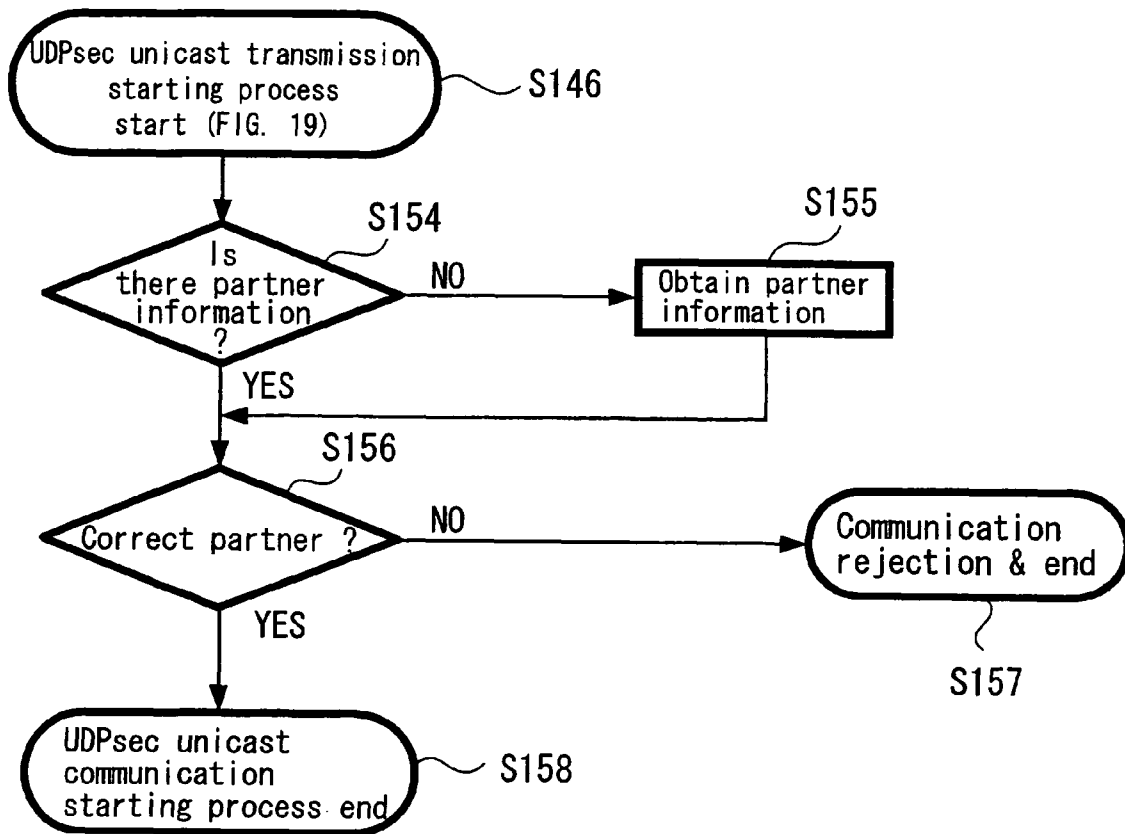 UDPsec unicast transmission
starting process
start (FIG. 19)
S146
S154
Is
there partner
information
?
NO
S155
Obtain partner
information
YES
S156
Correct partner ?
NO
Communication
rejection & end
S157
YES
UDPsec unicast
communication
starting process end
S158